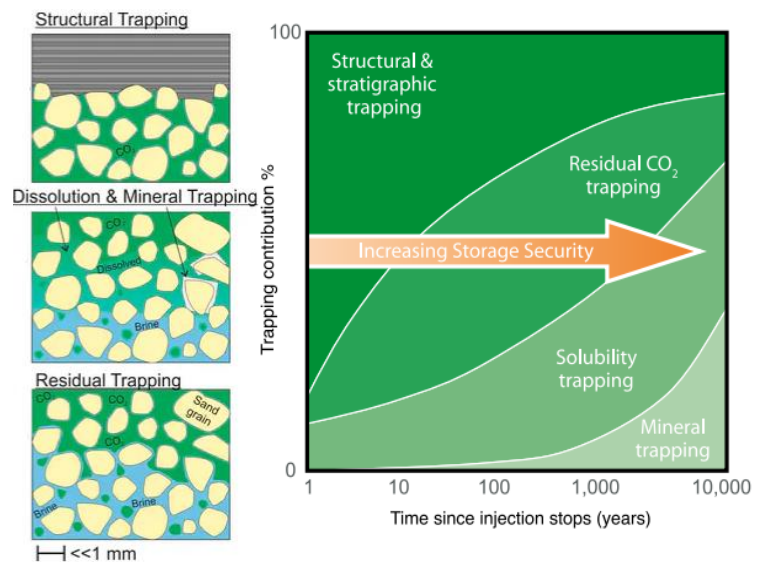 Structural Trapping
CO₂
Dissolution & Mineral Trapping
CO₂
Dissolved
Brine
Residual Trapping
CO₂
CO₂
Sand
grain
CO₂
Brine
Brine
<<1 mm
100
Structural &
stratigraphic
trapping
Residual CO₂
trapping
Increasing Storage Security
Solubility
trapping
Mineral
trapping
Trapping contribution %
0
1
10
100
1,000
10,000
Time since injection stops (years)